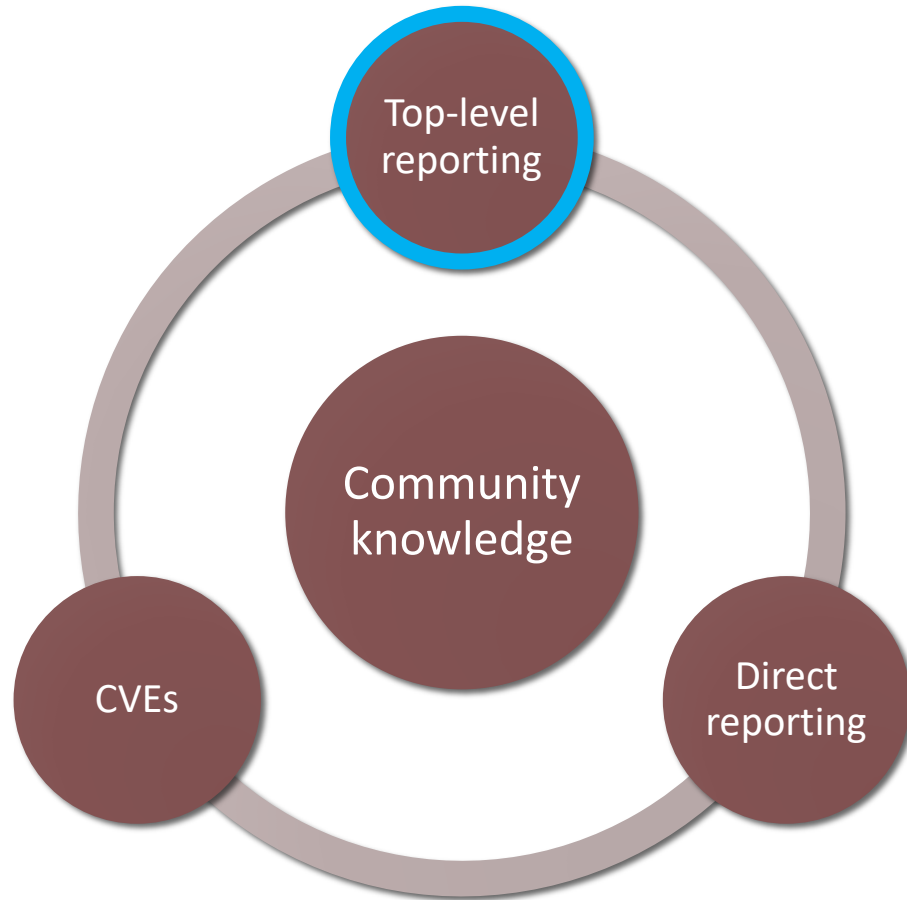 Top-level
reporting
Community
knowledge
CVEs
Direct
reporting